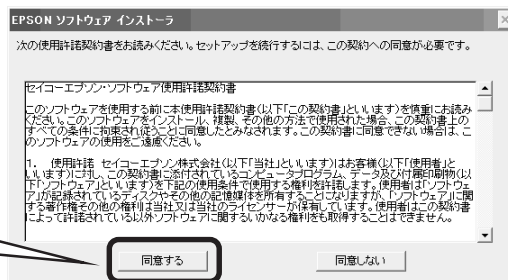 EPSON ソフトウェア インストーラ
次の使用許諾契約書をお読みください。セットアップを続行するには、この契約への同意が必要です。
セイコーエプソン・ソフトウェア使用許諾契約書
このソフトウェアを使用する前に本使用許諾契約書(以下「この契約書」といいます)を慎重にお読み
ください。このソフトウェアをインストール、複製、その他の方法で使用された場合、この契約書上の
すべての条件に拘束され従うことに同意したとみなされます。この契約書に同意できない場合は、こ
のソフトウェアの使用をご遠慮ください。
1. 使用許諾 セイコーエプソン株式会社(以下「当社」といいます)はお客様(以下「使用者」と
いいます)に対し、この契約書に添付されているコンピュータプログラム、データ及び付属印刷物(以
下「ソフトウェア」といいます)を下記の使用条件で使用する権利を許諾します。使用者は「ソフトウェ
ア」が記録されているディスクやその他の記憶媒体を所有することになりますが、「ソフトウェア」に関
する著作権その他の権利は当社又は当社のライセンサーが保有しています。使用者はこの契約書
によって許諾されている以外ソフトウェアに関するいかなる権利をも取得することはできません。
同意する 同意しない